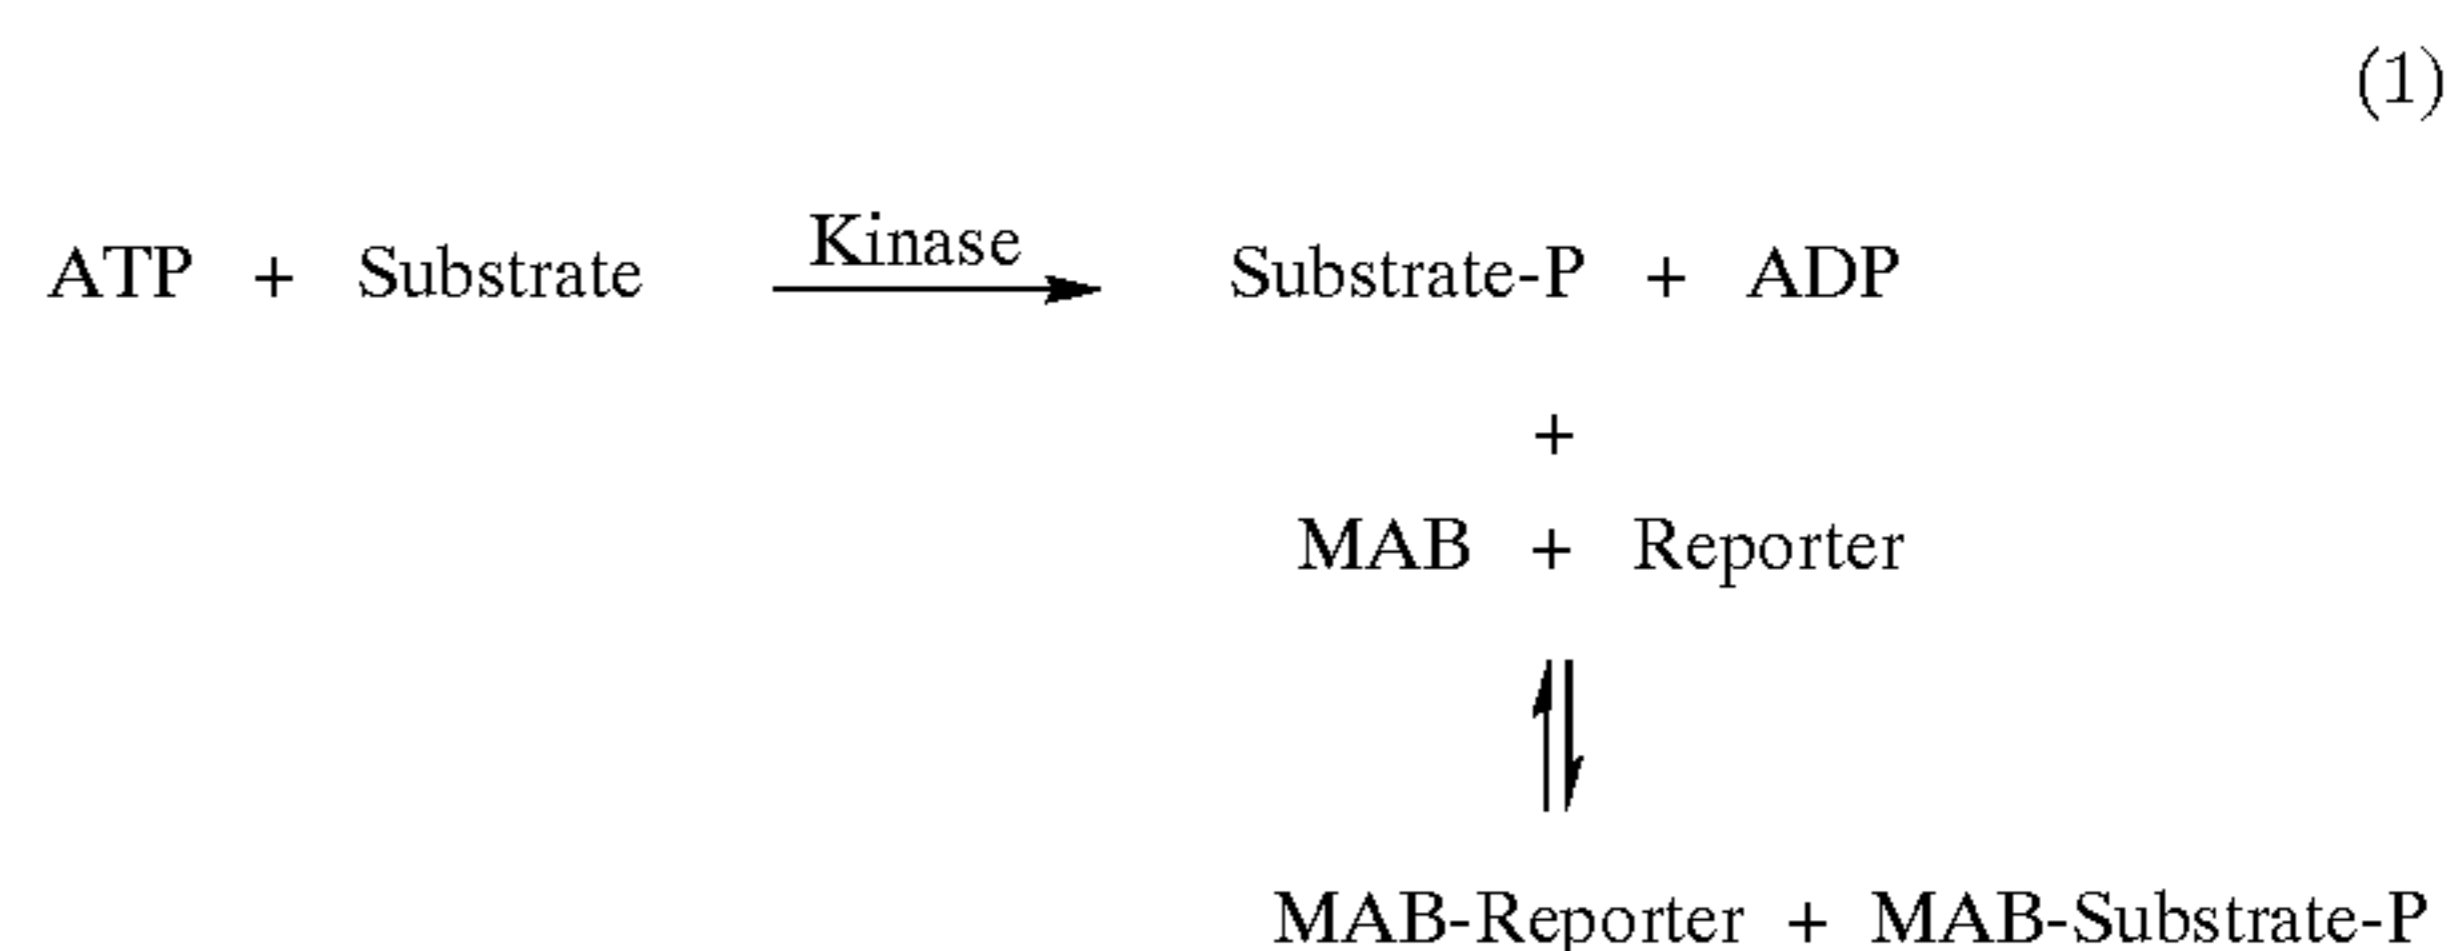 (1)
Kinase
ATP + Substrate Substrate-P + ADP
+
MAB + Reporter
MAB-Reporter + MAB-Substrate-P